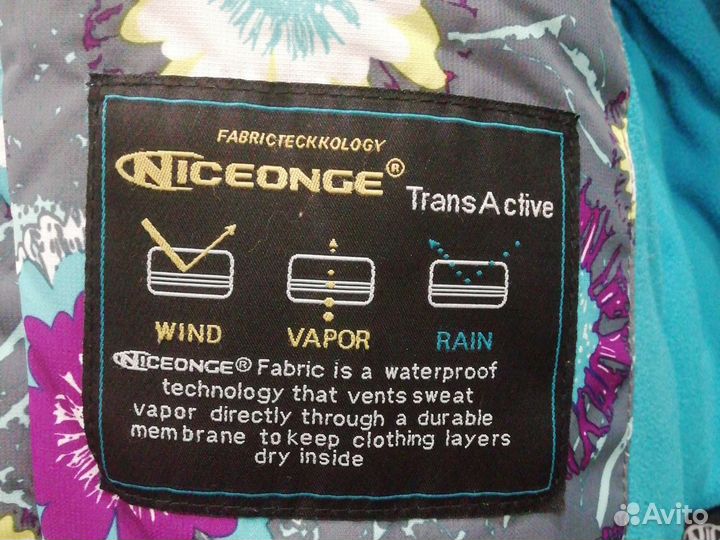 FABRICTECKKOLOGY
NICEONGE®
TransActive
WIND VAPOR RAIN
NICEONGE® Fabric is a waterproof
technology that vents sweat
vapor directly through a durable
membrane to keep clothing layers
dry inside
Avito